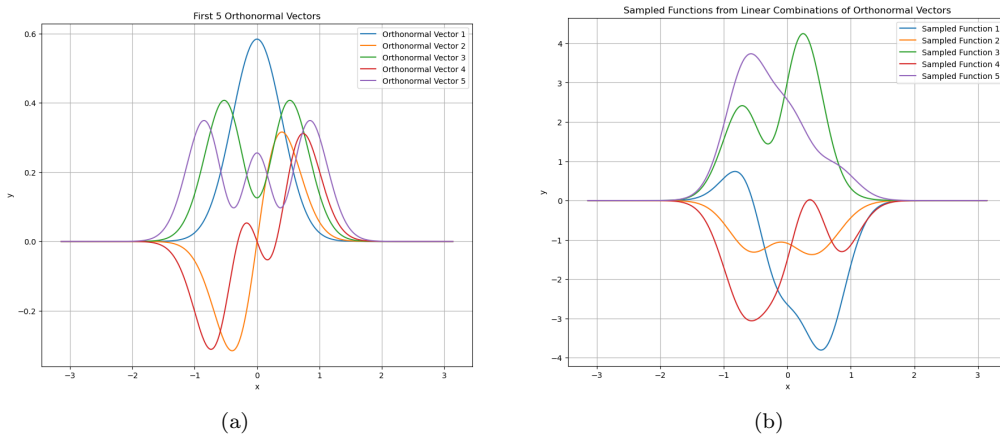 First 5 Orthonormal Vectors
Orthonormal Vector 1
Orthonormal Vector 2
Orthonormal Vector 3
Orthonormal Vector 4
Orthonormal Vector 5
0.6
0.4
0.2
0.0
−0.2
y
−3
−2
−1
0
1
2
3
x
(a)
Sampled Functions from Linear Combinations of Orthonormal Vectors
Sampled Function 1
Sampled Function 2
Sampled Function 3
Sampled Function 4
Sampled Function 5
4
3
2
1
0
−1
−2
−3
−4
y
−3
−2
−1
0
1
2
3
x
(b)